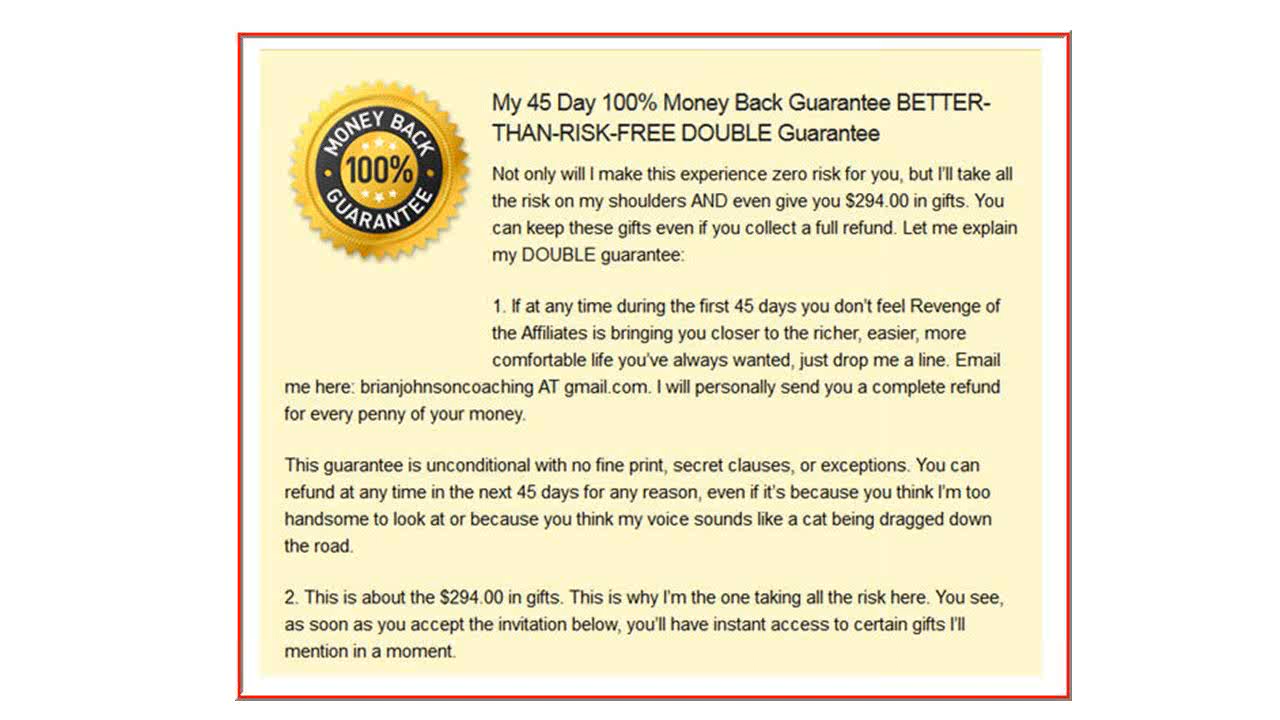 MONEY BACK
100%
GUARANTEE
My 45 Day 100% Money Back Guarantee BETTER-
THAN-RISK-FREE DOUBLE Guarantee
Not only will I make this experience zero risk for you, but I'll take all
the risk on my shoulders AND even give you $294.00 in gifts. You
can keep these gifts even if you collect a full refund. Let me explain
my DOUBLE guarantee:
1. If at any time during the first 45 days you don't feel Revenge of
the Affiliates is bringing you closer to the richer, easier, more
comfortable life you've always wanted, just drop me a line. Email
me here: brianjohnsoncoaching AT gmail.com. I will personally send you a complete refund
for every penny of your money.
This guarantee is unconditional with no fine print, secret clauses, or exceptions. You can
refund at any time in the next 45 days for any reason, even if it's because you think I'm too
handsome to look at or because you think my voice sounds like a cat being dragged down
the road.
2. This is about the $294.00 in gifts. This is why I'm the one taking all the risk here. You see,
as soon as you accept the invitation below, you'll have instant access to certain gifts I'll
mention in a moment.